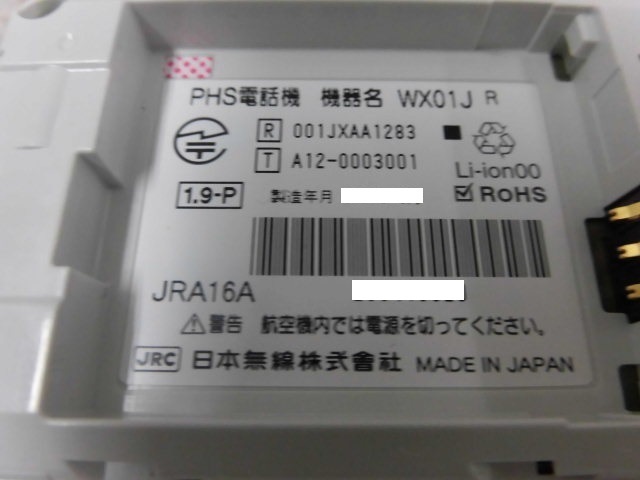 PHS電話機 機器名 WX01J R
R 001JXAA1283
T A12-0003001
Li-ion00
1.9-P 製造年月 RoHS
JRA16A
警告 航空機内では電源を切ってください。
JRC 日本無線株式會社 MADE IN JAPAN